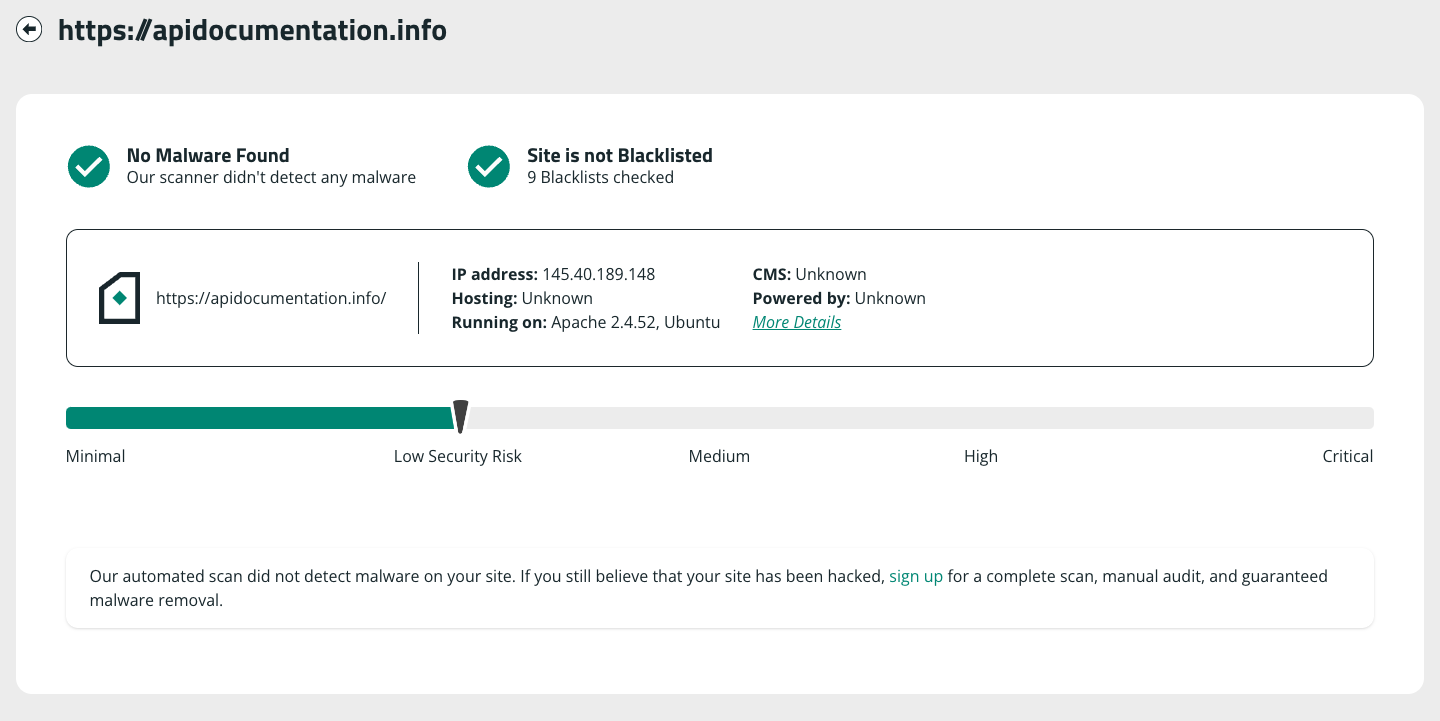 https://apidocumentation.info
No Malware Found
Our scanner didn't detect any malware
Site is not Blacklisted
9 Blacklists checked
https://apidocumentation.info/
IP address: 145.40.189.148
Hosting: Unknown
Running on: Apache 2.4.52, Ubuntu
CMS: Unknown
Powered by: Unknown
More Details
Minimal
Low Security Risk
Medium
High
Critical
Our automated scan did not detect malware on your site. If you still believe that your site has been hacked, sign up for a complete scan, manual audit, and guaranteed
malware removal.